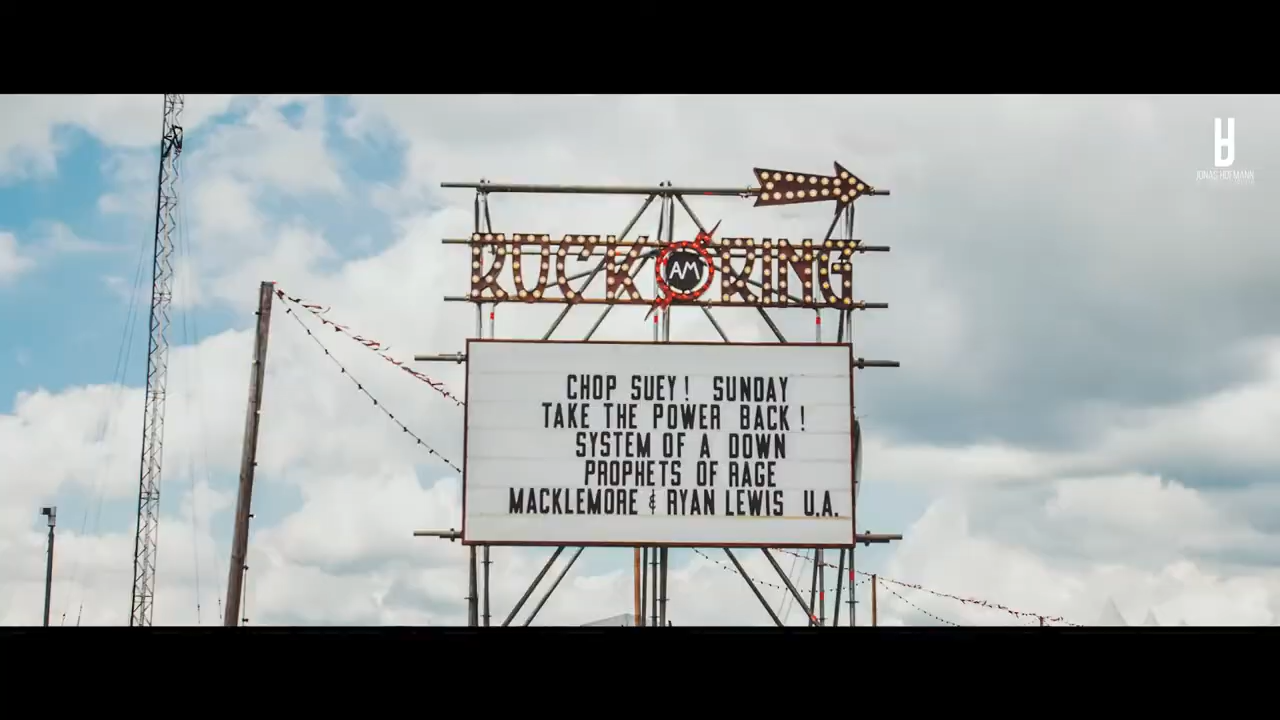 JONAS HOFMANN
ROCK AM RING
CHOP SUEY! SUNDAY
TAKE THE POWER BACK!
SYSTEM OF A DOWN
PROPHETS OF RAGE
MACKLEMORE & RYAN LEWIS U.A.